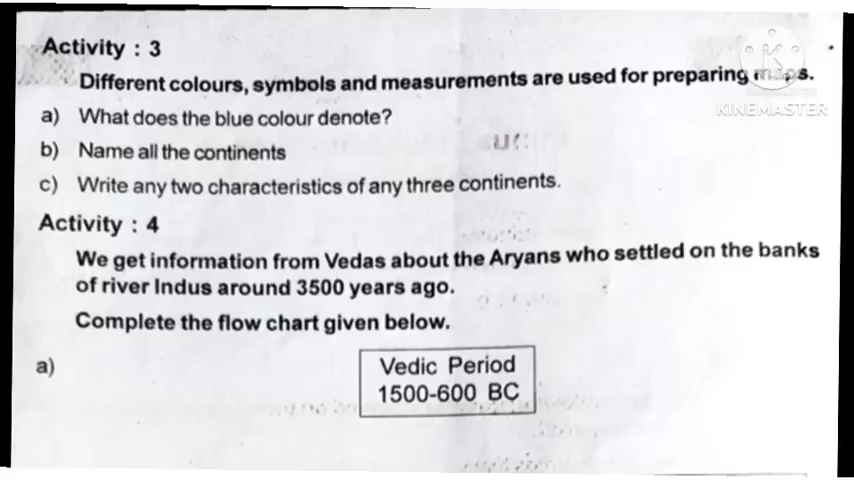 Activity : 3
Different colours, symbols and measurements are used for preparing maps.
KINEMASTER
a) What does the blue colour denote?
b) Name all the continents
c) Write any two characteristics of any three continents.
Activity : 4
We get information from Vedas about the Aryans who settled on the banks
of river Indus around 3500 years ago.
Complete the flow chart given below.
a)
Vedic Period
1500-600 BC